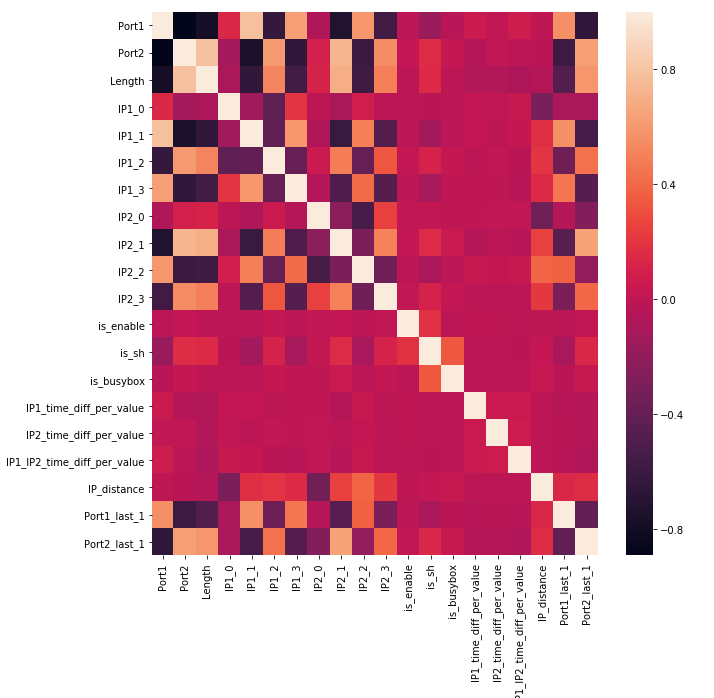 Port1
Port2
Length
IP1_0
IP1_1
IP1_2
IP1_3
IP2_0
IP2_1
IP2_2
IP2_3
is_enable
is_sh
is_busybox
IP1_time_diff_per_value
IP2_time_diff_per_value
IP1_IP2_time_diff_per_value
IP_distance
Port1_last_1
Port2_last_1
0.8
0.4
0.0
−0.4
−0.8
Port1
Port2
Length
IP1_0
IP1_1
IP1_2
IP1_3
IP2_0
IP2_1
IP2_2
IP2_3
is_enable
is_sh
is_busybox
IP1_time_diff_per_value
IP2_time_diff_per_value
P1_IP2_time_diff_per_value
IP_distance
Port1_last_1
Port2_last_1